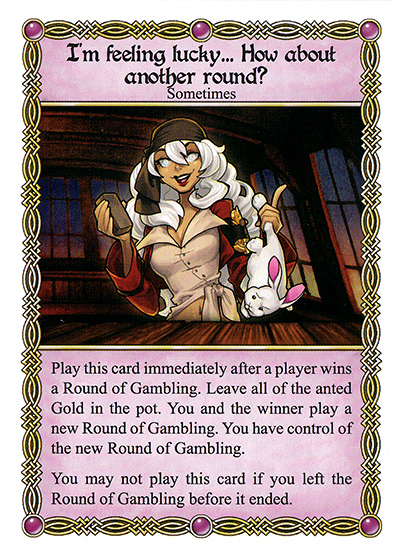 I'm feeling lucky... How about
another round?
Sometimes
Play this card immediately after a player wins
a Round of Gambling. Leave all of the anted
Gold in the pot. You and the winner play a
new Round of Gambling. You have control of
the new Round of Gambling.
You may not play this card if you left the
Round of Gambling before it ended.